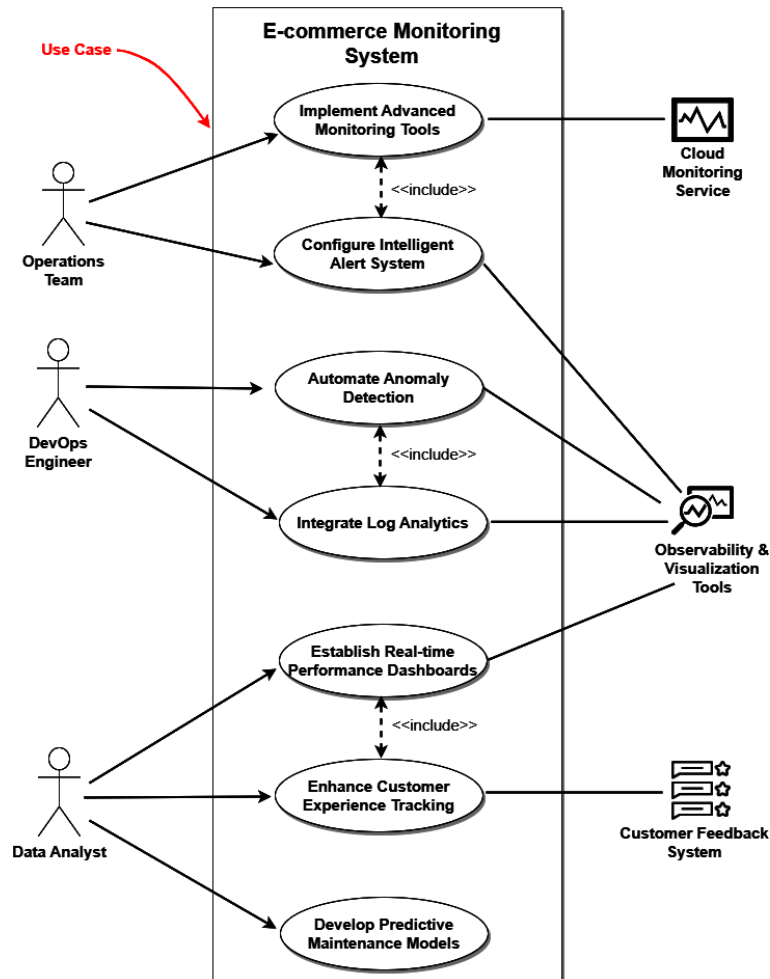 E-commerce Monitoring
System
Use Case
Implement Advanced
Monitoring Tools
Cloud
Monitoring
Service
<<include>>
Operations
Team
Configure Intelligent
Alert System
Automate Anomaly
Detection
DevOps
Engineer
<<include>>
Integrate Log Analytics
Observability &
Visualization
Tools
Establish Real-time
Performance Dashboards
<<include>>
Data Analyst
Enhance Customer
Experience Tracking
Customer Feedback
System
Develop Predictive
Maintenance Models